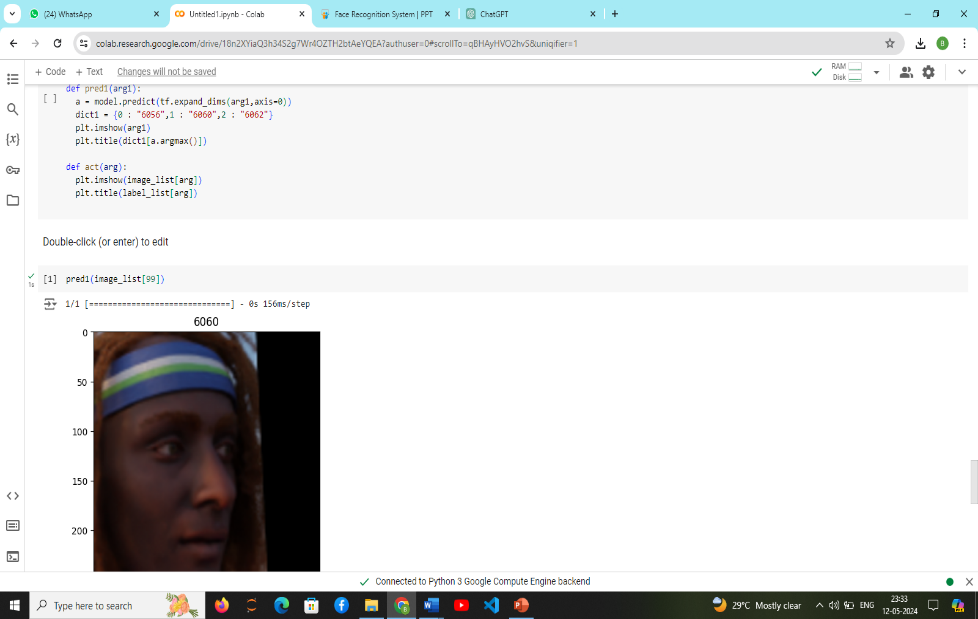 (24) WhatsApp
Untitled1.ipynb - Colab
Face Recognition System | PPT
ChatGPT
colab.research.google.com/drive/18n2XYiaQ3h34S2g7Wr4OZTH2btAeYQEA?authuser=0#scrollTo=qBHAyHVO2hvS&uniqifier=1
B
+ Code + Text Changes will not be saved
RAM
Disk
def pred1(arg1):
[ ]
a = model.predict(tf.expand_dims(arg1,axis=0))
dict1 = {0 : "6056",1 : "6060",2 : "6062"}
plt.imshow(arg1)
plt.title(dict1[a.argmax()])
def act(arg):
plt.imshow(image_list[arg])
plt.title(label_list[arg])
Double-click (or enter) to edit
[1] pred1(image_list[99])
1s
1/1 [==============================] - 0s 156ms/step
6060
0
50
100
150
200
Connected to Python 3 Google Compute Engine backend
Type here to search
29°C Mostly clear
ENG
23:33
12-05-2024